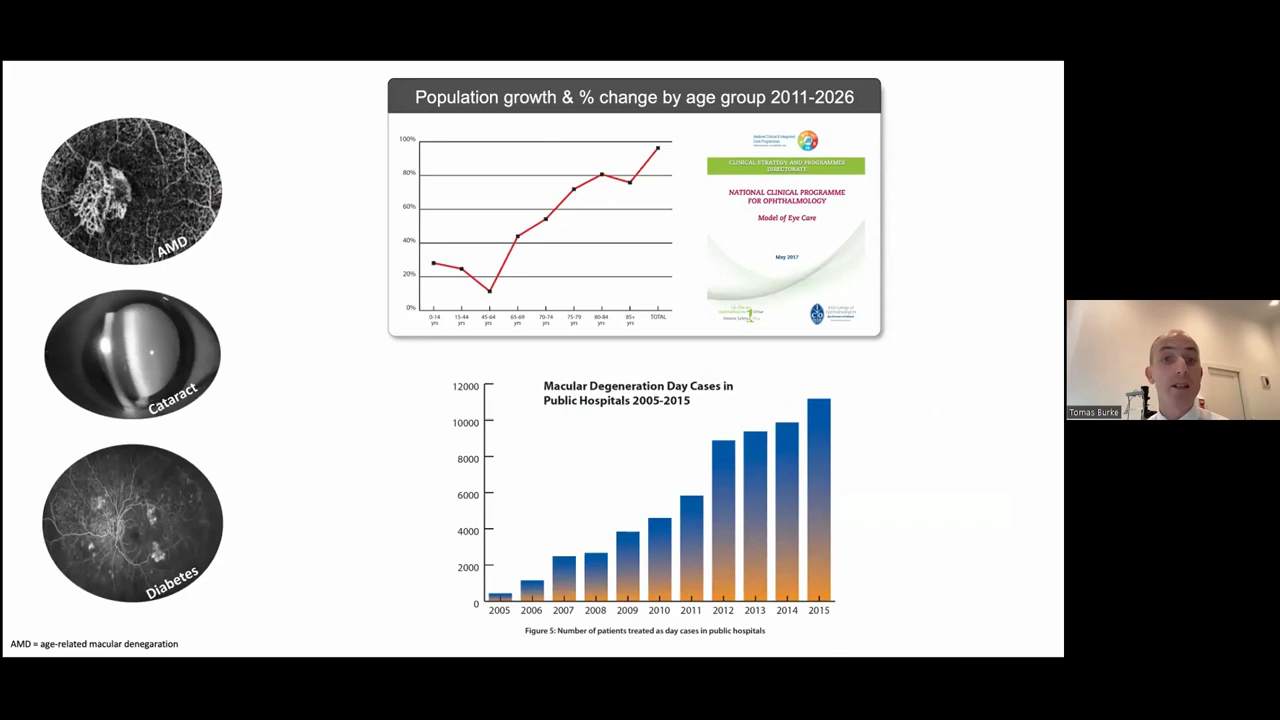 Population growth & % change by age group 2011-2026
100%
80%
60%
40%
20%
0%
0-14 yrs
15-44 yrs
45-64 yrs
65-69 yrs
70-74 yrs
75-79 yrs
80-84 yrs
85+ yrs
TOTAL
CLINICAL STRATEGY AND PROGRAMMES
DIRECTORATE
NATIONAL CLINICAL PROGRAMME
FOR OPHTHALMOLOGY
Model of Eye Care
May 2017
AMD
Cataract
Diabetes
AMD = age-related macular denegaration
Macular Degeneration Day Cases in
Public Hospitals 2005-2015
12000
10000
8000
6000
4000
2000
0
2005 2006 2007 2008 2009 2010 2011 2012 2013 2014 2015
Figure 5: Number of patients treated as day cases in public hospitals
Tomas Burke